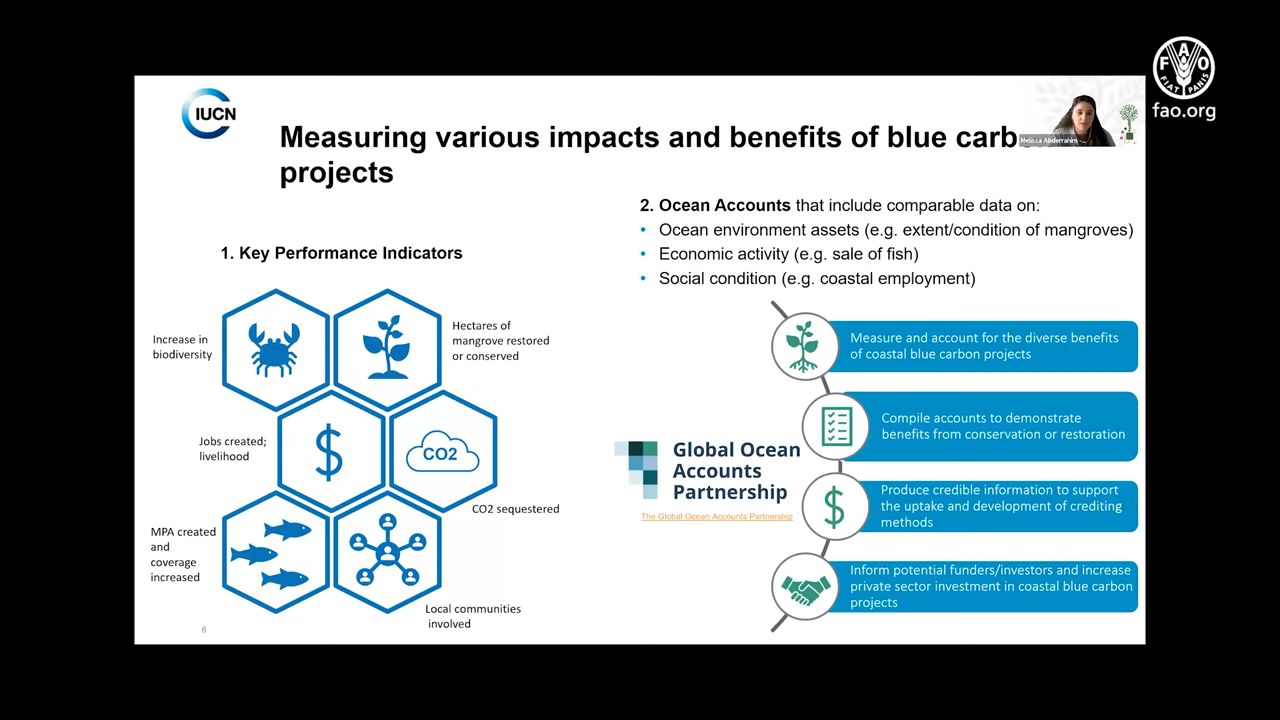 IUCN
FAO
FIAT PANIS
fao.org
Melissa Abderrahim -...
Measuring various impacts and benefits of blue carb
projects
1. Key Performance Indicators
Increase in
biodiversity
Hectares of
mangrove restored
or conserved
Jobs created;
livelihood
$
CO2
CO2 sequestered
MPA created
and
coverage
increased
Local communities
involved
6
2. Ocean Accounts that include comparable data on:
• Ocean environment assets (e.g. extent/condition of mangroves)
• Economic activity (e.g. sale of fish)
• Social condition (e.g. coastal employment)
Global Ocean
Accounts
Partnership
The Global Ocean Accounts Partnership
Measure and account for the diverse benefits
of coastal blue carbon projects
Compile accounts to demonstrate
benefits from conservation or restoration
$
Produce credible information to support
the uptake and development of crediting
methods
Inform potential funders/investors and increase
private sector investment in coastal blue carbon
projects